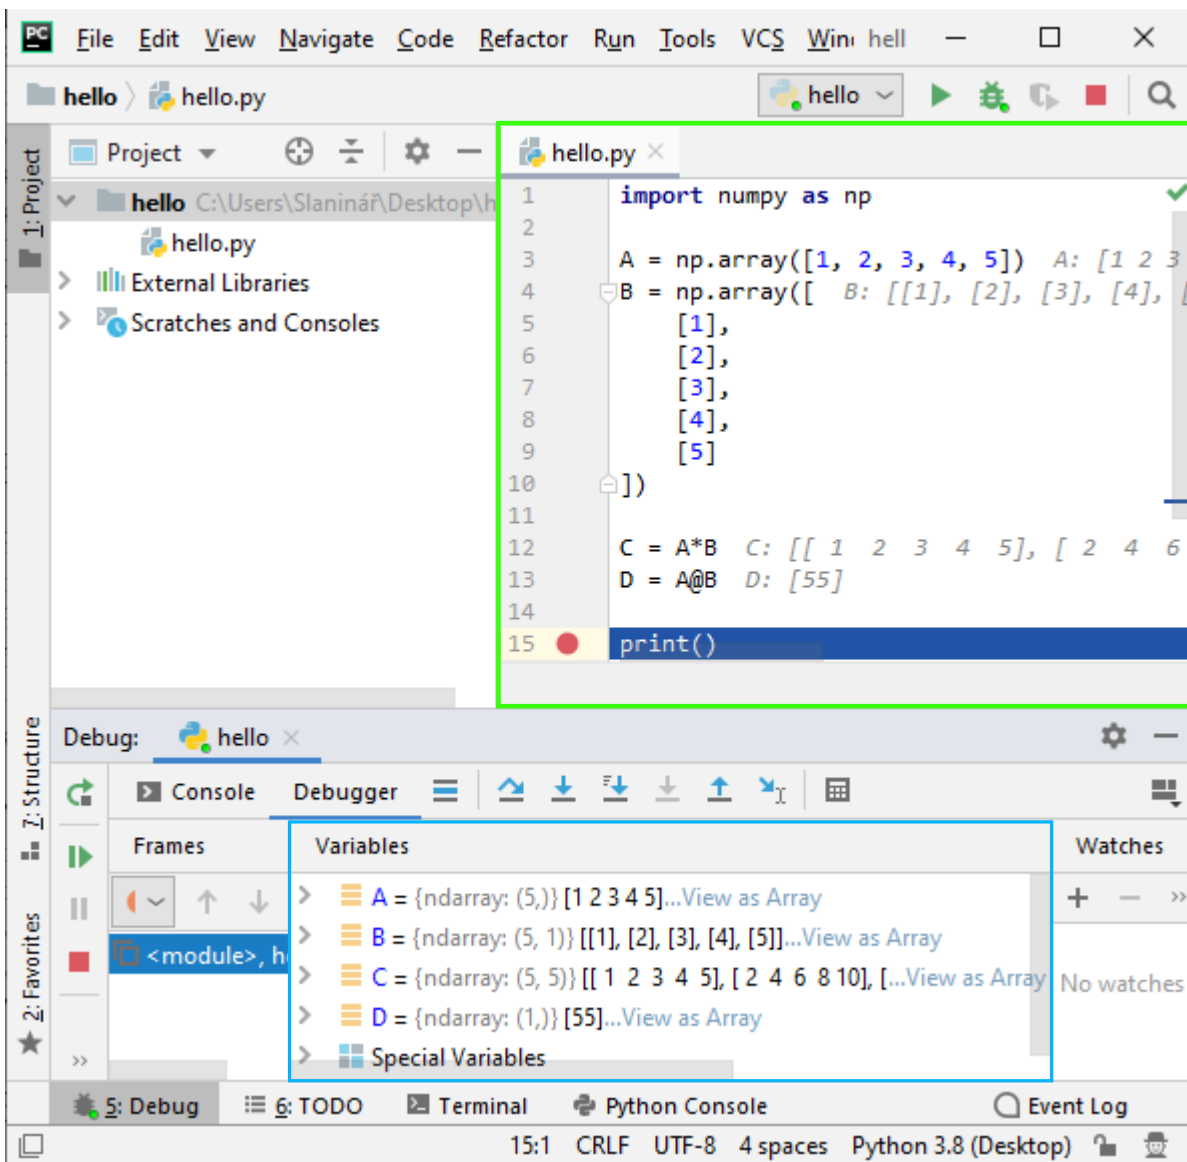 PC File Edit View Navigate Code Refactor Run Tools VCS Win hell
hello hello.py hello
1: Project
Project
hello C:\Users\Slaninář\Desktop\h
hello.py
External Libraries
Scratches and Consoles
hello.py
1 import numpy as np
2
3 A = np.array([1, 2, 3, 4, 5]) A: [1 2 3
4 B = np.array([ B: [[1], [2], [3], [4], [
5 [1],
6 [2],
7 [3],
8 [4],
9 [5]
10 ])
11
12 C = A*B C: [[ 1 2 3 4 5], [ 2 4 6
13 D = A@B D: [55]
14
15 print()
7: Structure
2: Favorites
Debug: hello
Console Debugger
Frames Variables Watches
<module>, h
A = {ndarray: (5,)} [1 2 3 4 5]...View as Array
B = {ndarray: (5, 1)} [[1], [2], [3], [4], [5]]...View as Array
C = {ndarray: (5, 5)} [[ 1 2 3 4 5], [ 2 4 6 8 10], [...View as Array
D = {ndarray: (1,)} [55]...View as Array
Special Variables
No watches
5: Debug 6: TODO Terminal Python Console Event Log
15:1 CRLF UTF-8 4 spaces Python 3.8 (Desktop)